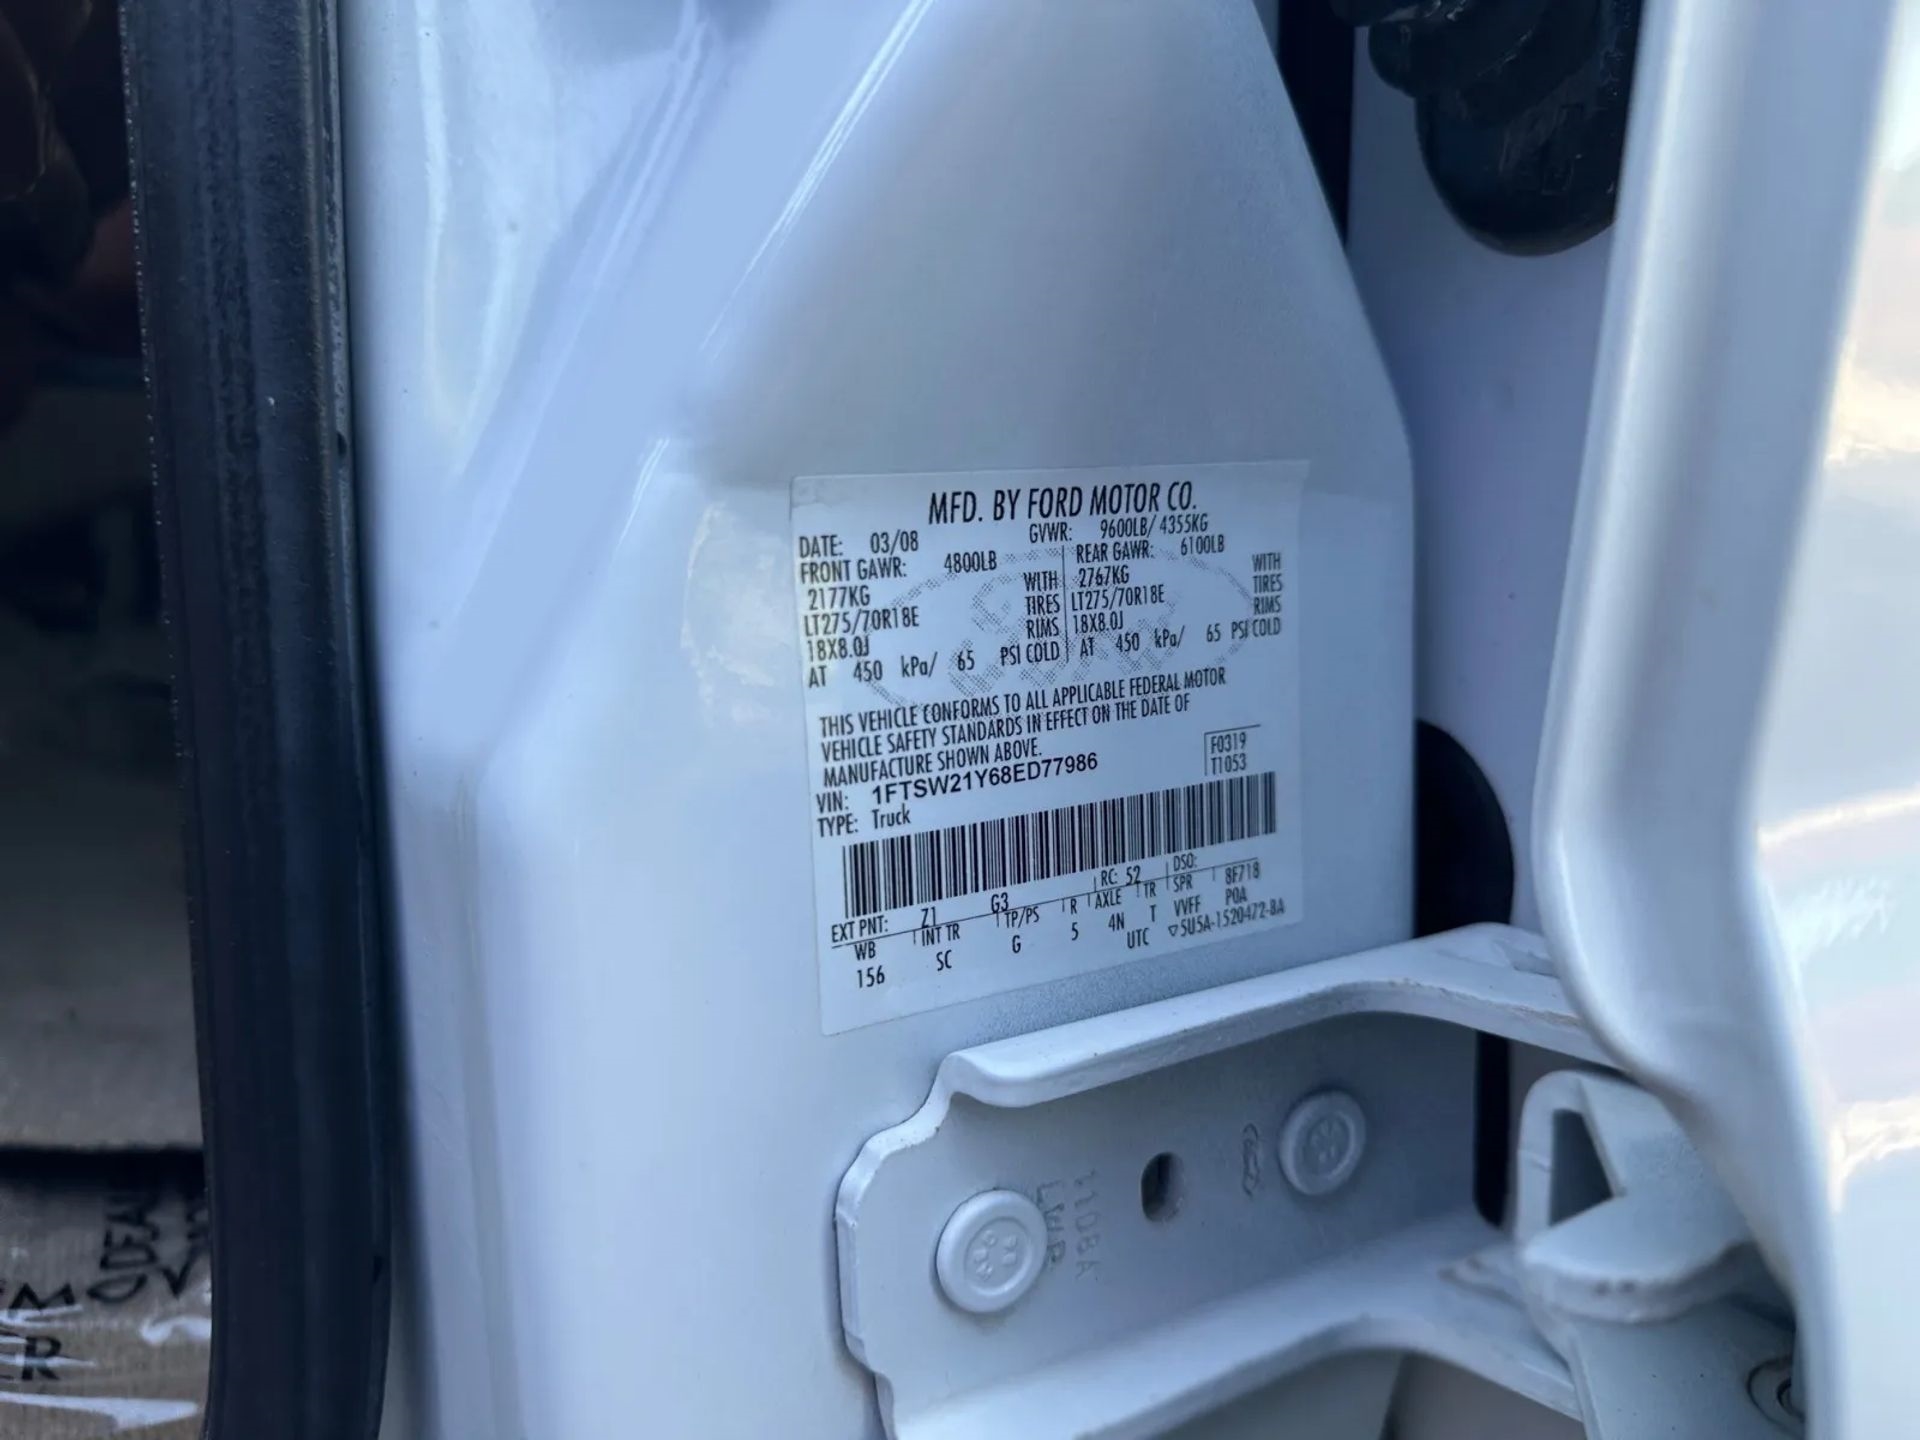 MFD. BY FORD MOTOR CO.
DATE: 03/08 GVWR: 9600LB/ 4355KG
FRONT GAWR: 4800LB REAR GAWR: 6100LB
2177KG WITH 2767KG WITH
LT275/70R18E TIRES LT275/70R18E TIRES
18X8.0J RIMS 18X8.0J RIMS
AT 450 kPa/ 65 PSI COLD AT 450 kPa/ 65 PSI COLD
THIS VEHICLE CONFORMS TO ALL APPLICABLE FEDERAL MOTOR
VEHICLE SAFETY STANDARDS IN EFFECT ON THE DATE OF
MANUFACTURE SHOWN ABOVE.
F0319
VIN: 1FTSW21Y68ED77986
T1053
TYPE: Truck
EXT PNT: Z1 G3 RC: 52 DSO:
WB INT TR TP/PS R AXLE TR SPR 8F718
156 SC G 5 4N T VVFF POA
UTC ▽5U5A-1520472-BA
1108A
LWR